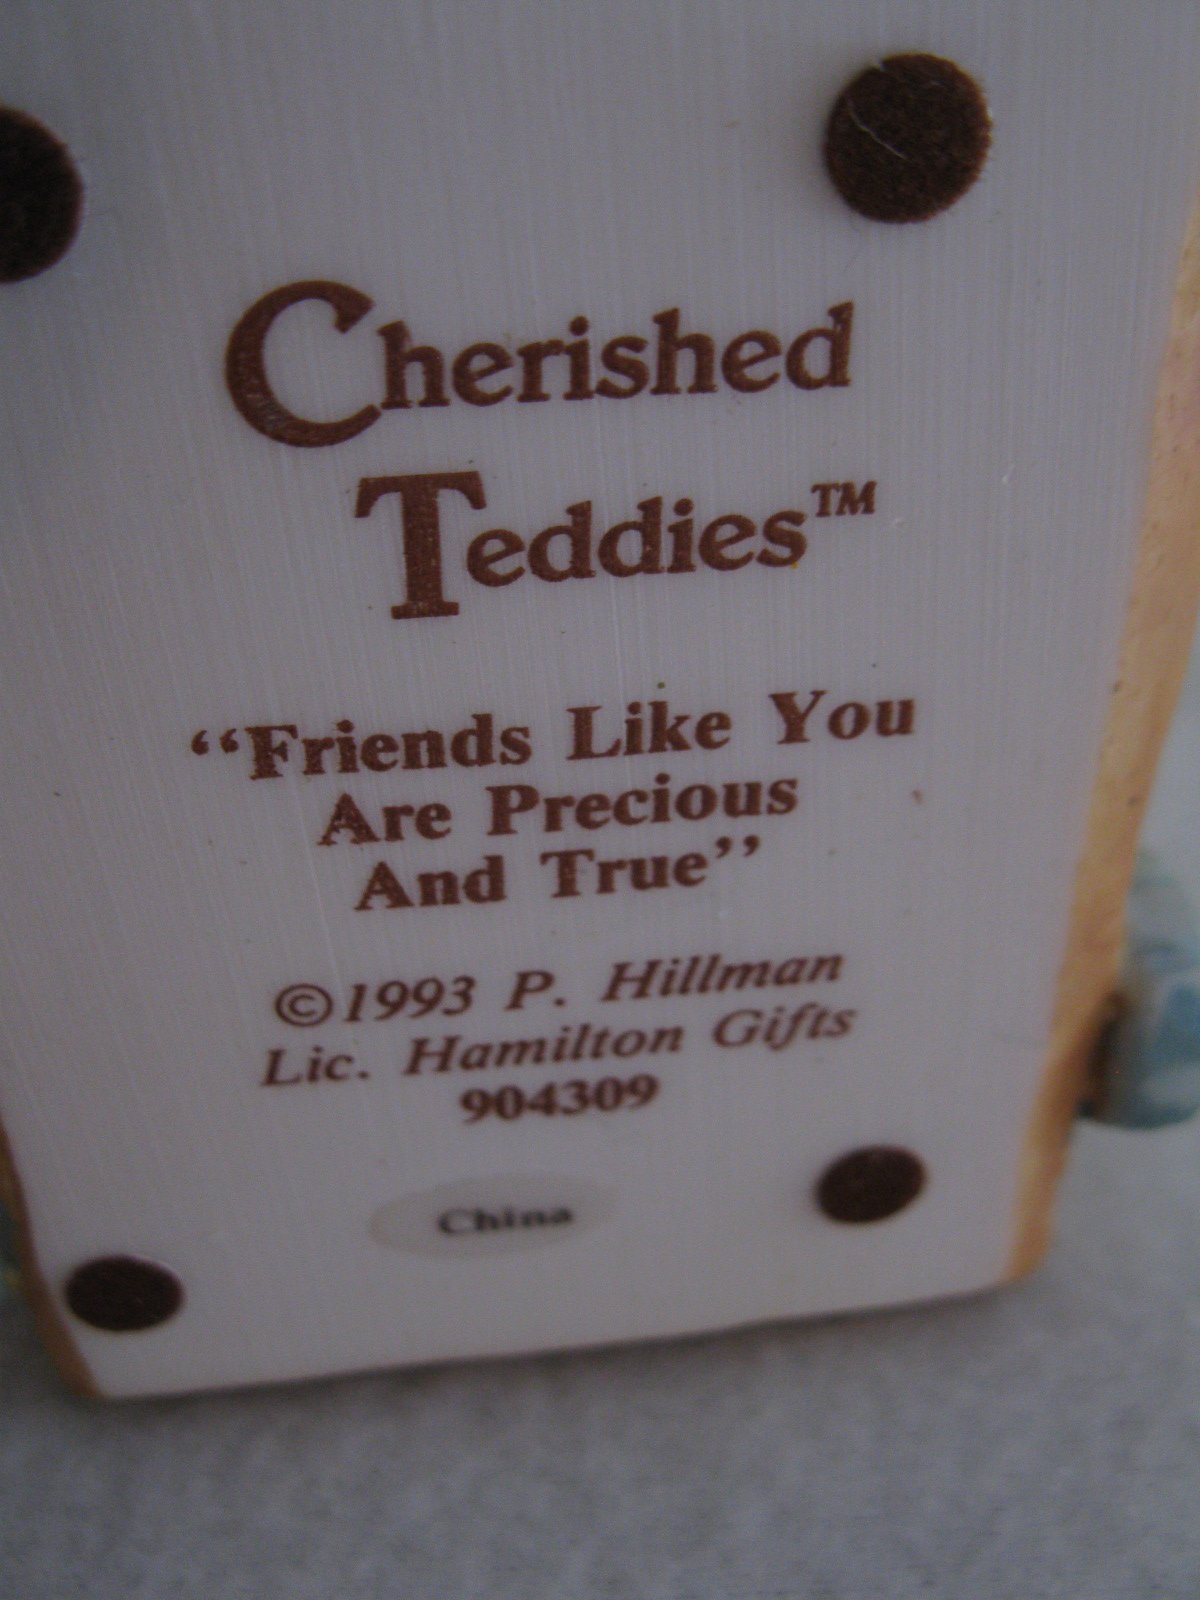 Cherished
Teddies™
“Friends Like You
Are Precious
And True”
©1993 P. Hillman
Lic. Hamilton Gifts
904309
China